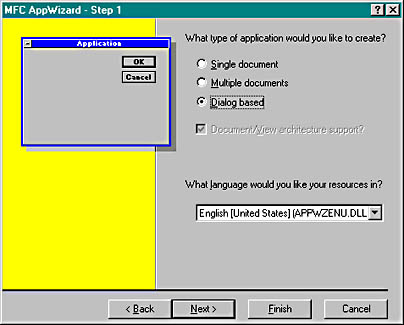 MFC AppWizard - Step 1
Application
OK
Cancel
What type of application would you like to create?
Single document
Multiple documents
Dialog based
Document/View architecture support?
What language would you like your resources in?
English [United States] (APPWZENU.DLL
< Back
Next >
Finish
Cancel